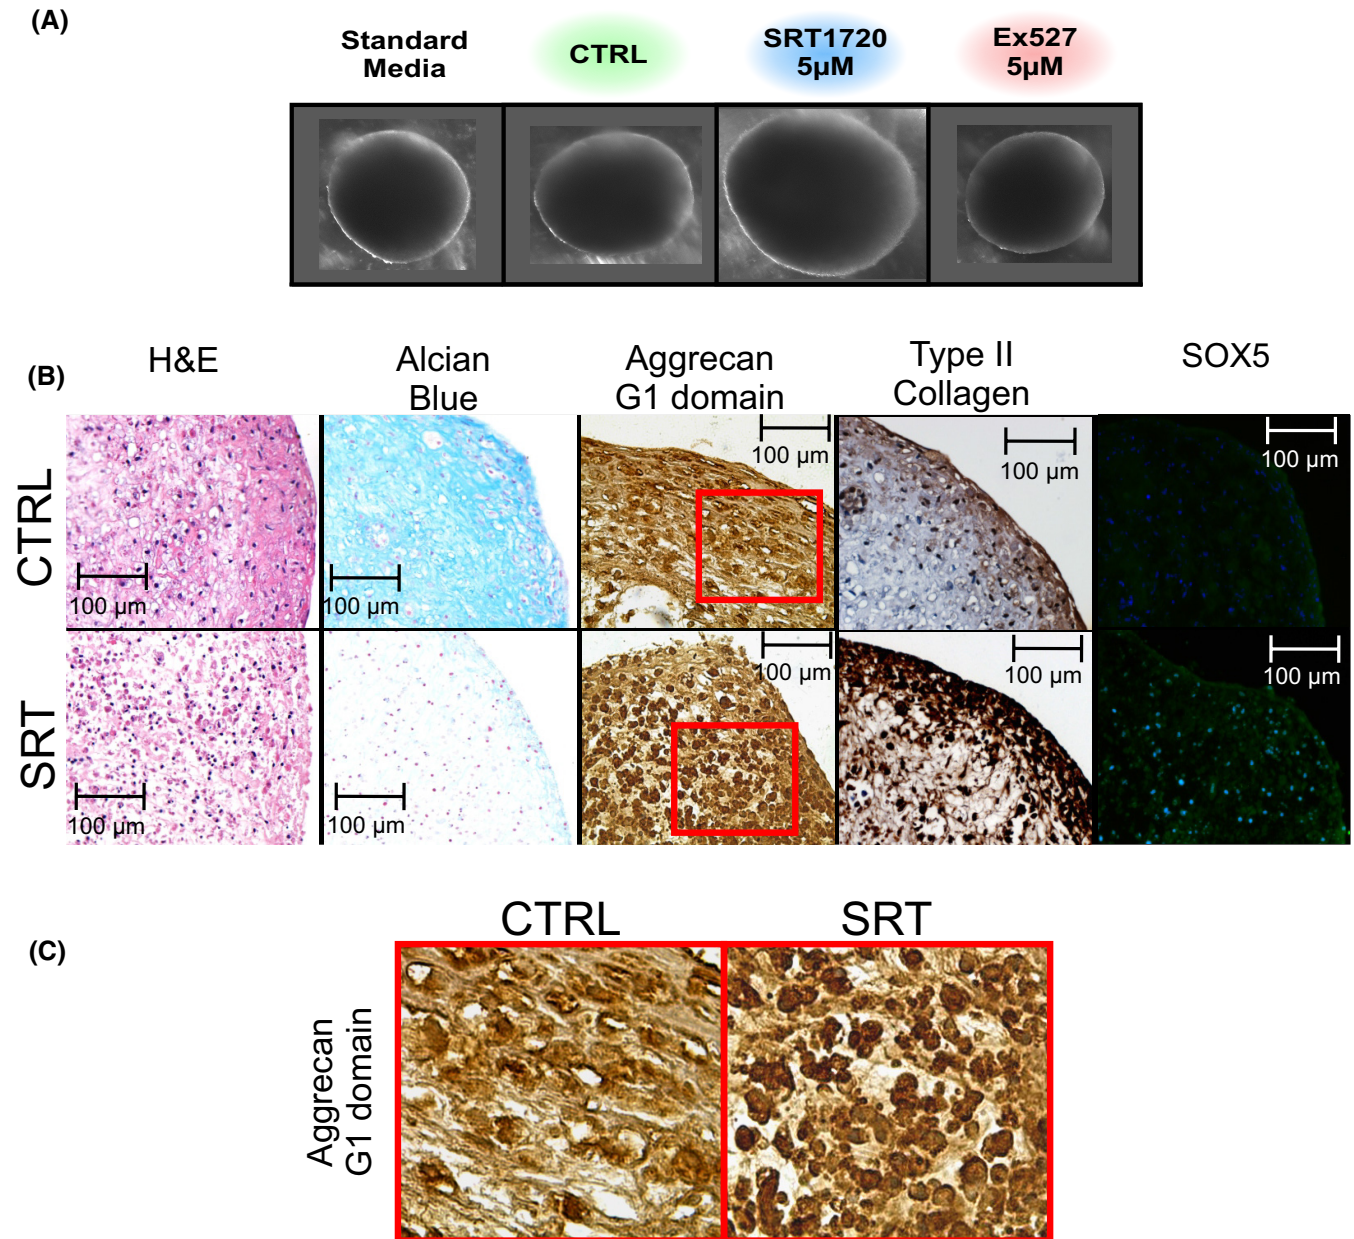 (A)
Standard
Media
CTRL
SRT1720
5µM
Ex527
5µM
(B)
H&E
Alcian
Blue
Aggrecan
G1 domain
Type II
Collagen
SOX5
CTRL
100 µm
100 µm
100 µm
100 µm
100 µm
SRT
100 µm
100 µm
100 µm
100 µm
100 µm
(C)
CTRL
SRT
Aggrecan
G1 domain